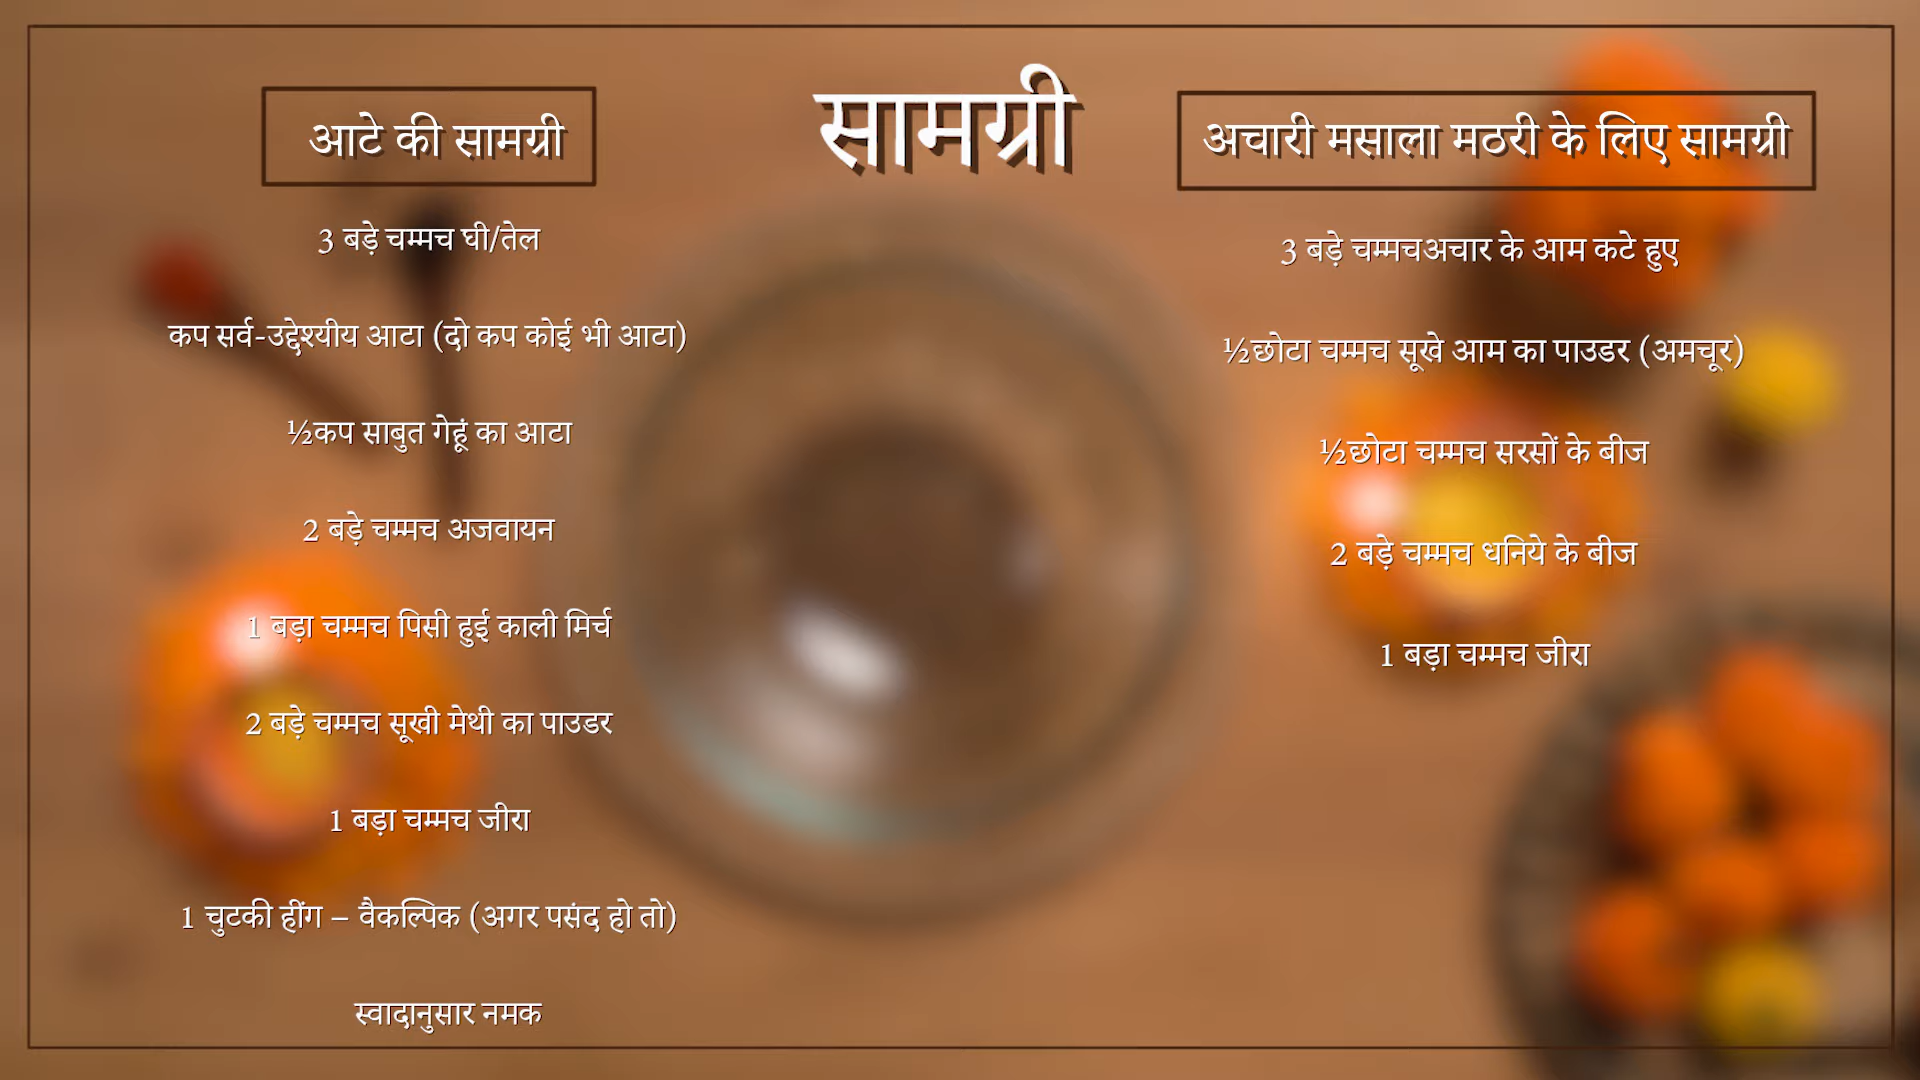 सामग्री
आटे की सामग्री
3 बड़े चम्मच घी/तेल
कप सर्व-उद्देश्यीय आटा (दो कप कोई भी आटा)
½कप साबुत गेहूं का आटा
2 बड़े चम्मच अजवायन
1 बड़ा चम्मच पिसी हुई काली मिर्च
2 बड़े चम्मच सूखी मेथी का पाउडर
1 बड़ा चम्मच जीरा
1 चुटकी हींग – वैकल्पिक (अगर पसंद हो तो)
स्वादानुसार नमक
अचारी मसाला मठरी के लिए सामग्री
3 बड़े चम्मचअचार के आम कटे हुए
½छोटा चम्मच सूखे आम का पाउडर (अमचूर)
½छोटा चम्मच सरसों के बीज
2 बड़े चम्मच धनिये के बीज
1 बड़ा चम्मच जीरा